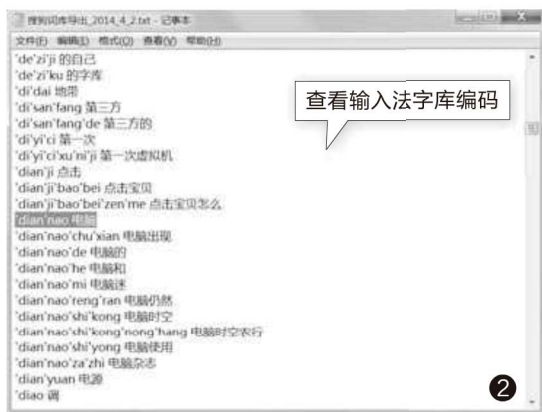 搜狗词库导出_2014_4_2.txt - 记事本
文件(F) 编辑(E) 格式(O) 查看(V) 帮助(H)
'de'zi'ji 的自己
'de'zi'ku 的字库
'di'dai 地带
'di'san'fang 第三方
'di'san'fang'de 第三方的
'di'yi'ci 第一次
'di'yi'ci'xu'ni'ji 第一次虚拟机
'dian'ji 点击
'dian'ji'bao'bei 点击宝贝
'dian'ji'bao'bei'zen'me 点击宝贝怎么
'dian'nao 电脑
'dian'nao'chu'xian 电脑出现
'dian'nao'de 电脑的
'dian'nao'he 电脑和
'dian'nao'mi 电脑迷
'dian'nao'reng'ran 电脑仍然
'dian'nao'shi'kong 电脑时空
'dian'nao'shi'kong'nong'hang 电脑时空农行
'dian'nao'shi'yong 电脑使用
'dian'nao'za'zhi 电脑杂志
'dian'yuan 电源
'diao 调
查看输入法字库编码
2